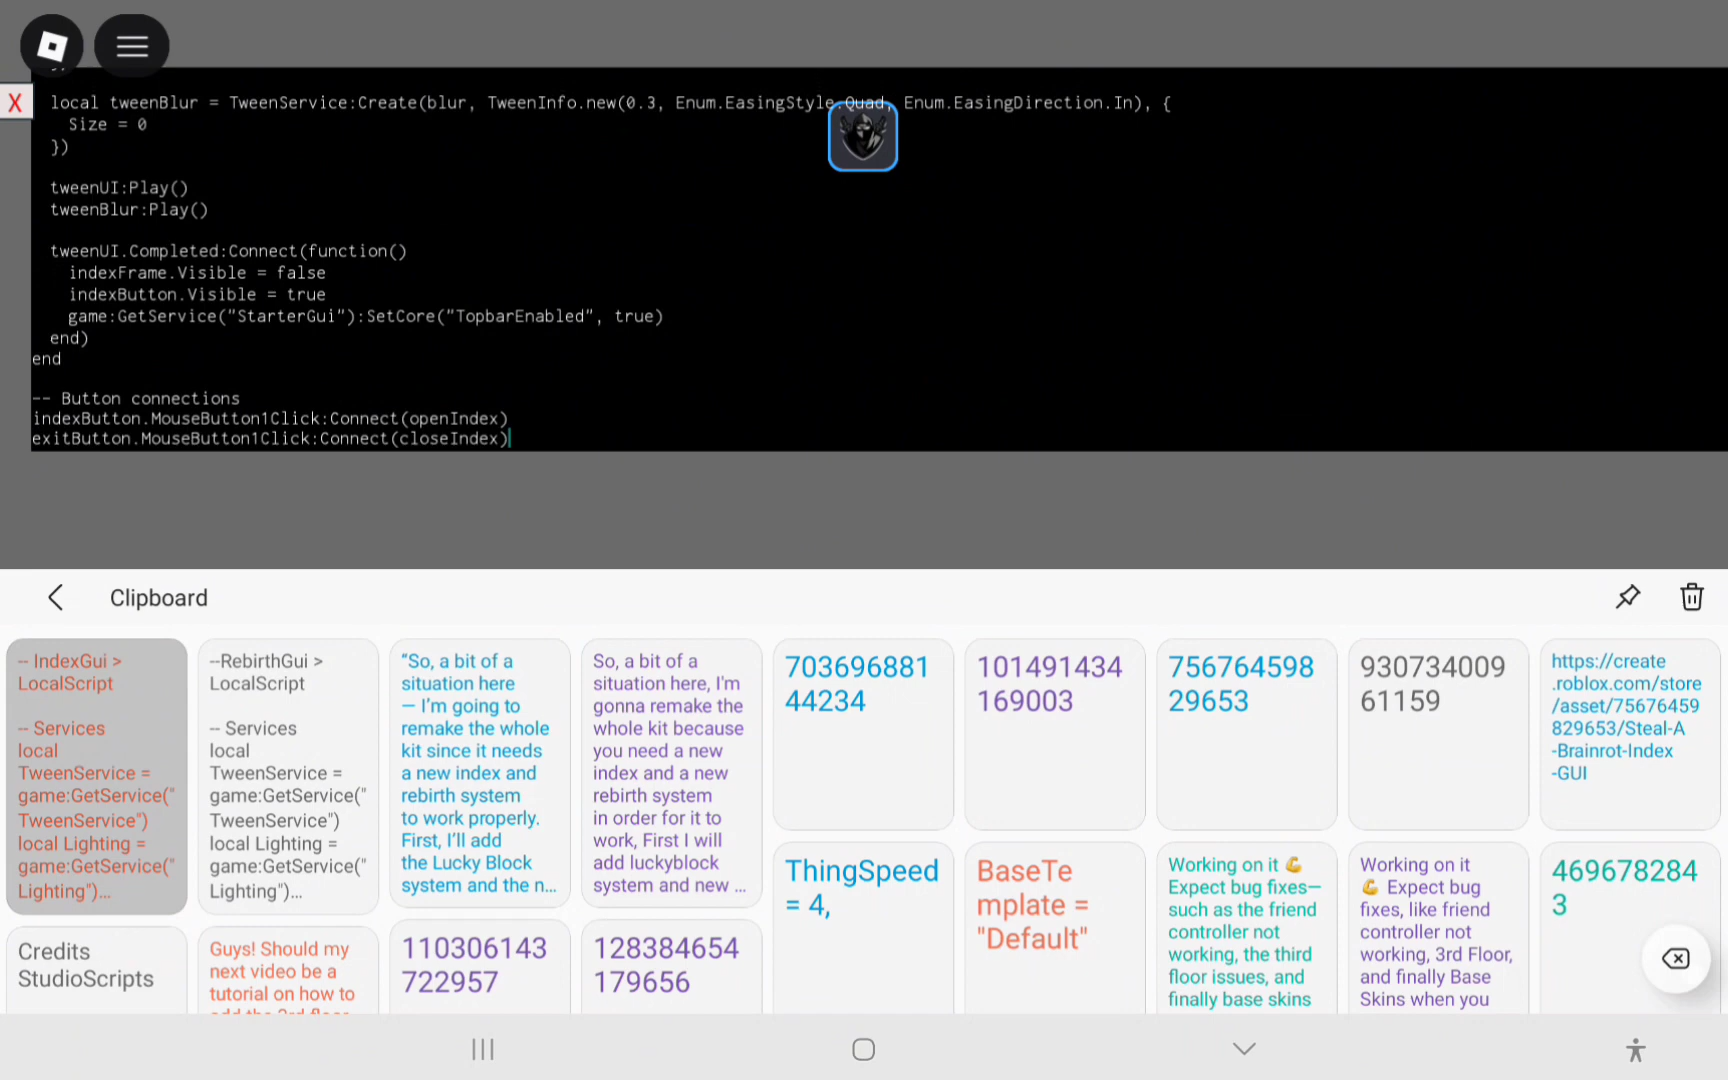 X
local tweenBlur = TweenService:Create(blur, TweenInfo.new(0.3, Enum.EasingStyle.Quad, Enum.EasingDirection.In), {
Size = 0
})
tweenUI:Play()
tweenBlur:Play()
tweenUI.Completed:Connect(function()
indexFrame.Visible = false
indexButton.Visible = true
game:GetService("StarterGui"):SetCore("TopbarEnabled", true)
end)
end
-- Button connections
indexButton.MouseButton1Click:Connect(openIndex)
exitButton.MouseButton1Click:Connect(closeIndex)
Clipboard
-- IndexGui >
LocalScript
-- Services
local
TweenService =
game:GetService("
TweenService")
local Lighting =
game:GetService("
Lighting")...
--RebirthGui >
LocalScript
-- Services
local
TweenService =
game:GetService("
TweenService")
local Lighting =
game:GetService("
Lighting")...
“So, a bit of a
situation here
— I’m going to
remake the whole
kit since it needs
a new index and
rebirth system
to work properly.
First, I’ll add
the Lucky Block
system and the n...
So, a bit of a
situation here, I'm
gonna remake the
whole kit because
you need a new
index and a new
rebirth system
in order for it to
work, First I will
add luckyblock
system and new ...
703696881
44234
101491434
169003
756764598
29653
930734009
61159
https://create
.roblox.com/store
/asset/75676459
829653/Steal-A
-Brainrot-Index
-GUI
Credits
StudioScripts
Guys! Should my
next video be a
tutorial on how to
110306143
722957
128384654
179656
ThingSpeed
= 4,
BaseTe
mplate =
"Default"
Working on it 💪
Expect bug fixes—
such as the friend
controller not
working, the third
floor issues, and
finally base skins
Working on it
💪 Expect bug
fixes, like friend
controller not
working, 3rd Floor,
and finally Base
Skins when you
469678284
3